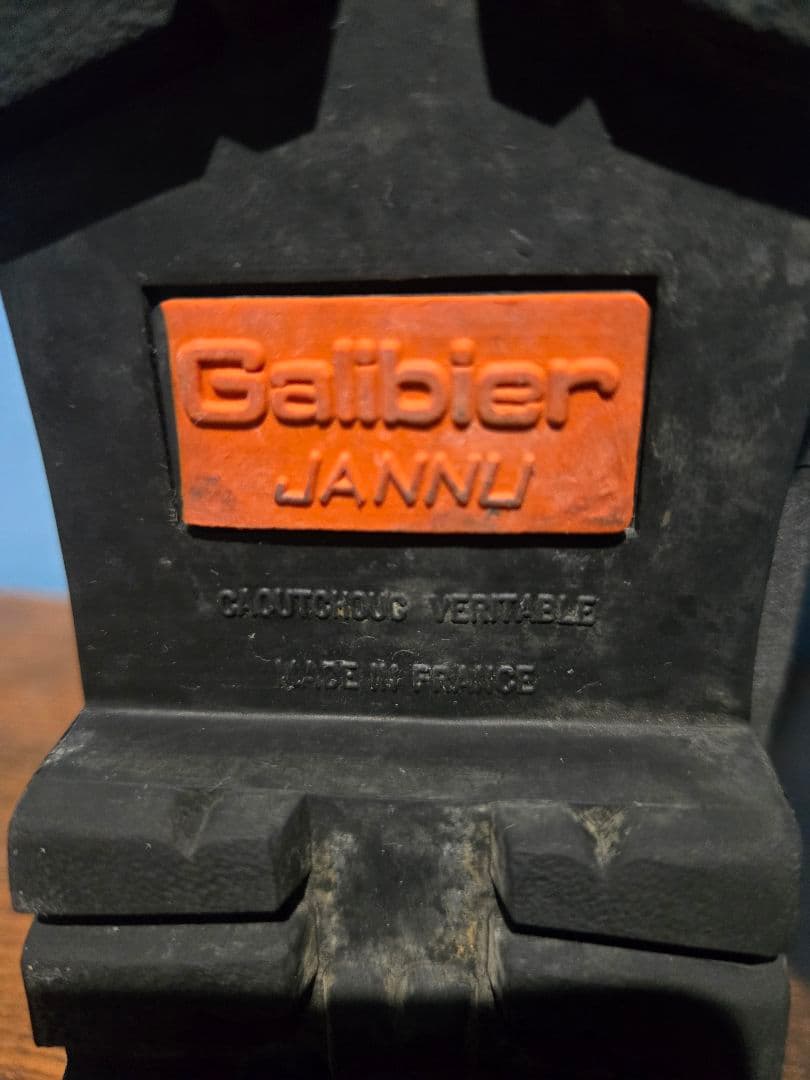 Galibier
JANNU
CAOUTCHOUC VERITABLE
MADE IN FRANCE